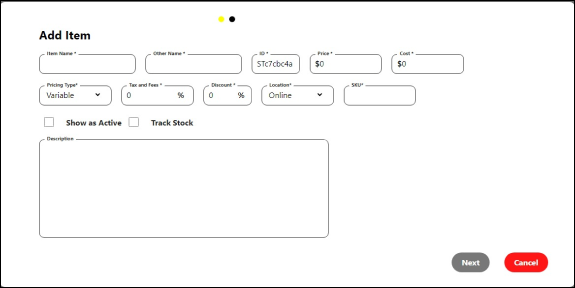 Add Item
Item Name * Other Name * ID * Price * Cost *
STc7cbc4a $0 $0
Pricing Type* Tax and Fees * Discount * Location* SKU*
Variable 0 % 0 % Online
Show as Active Track Stock
Description
Next Cancel